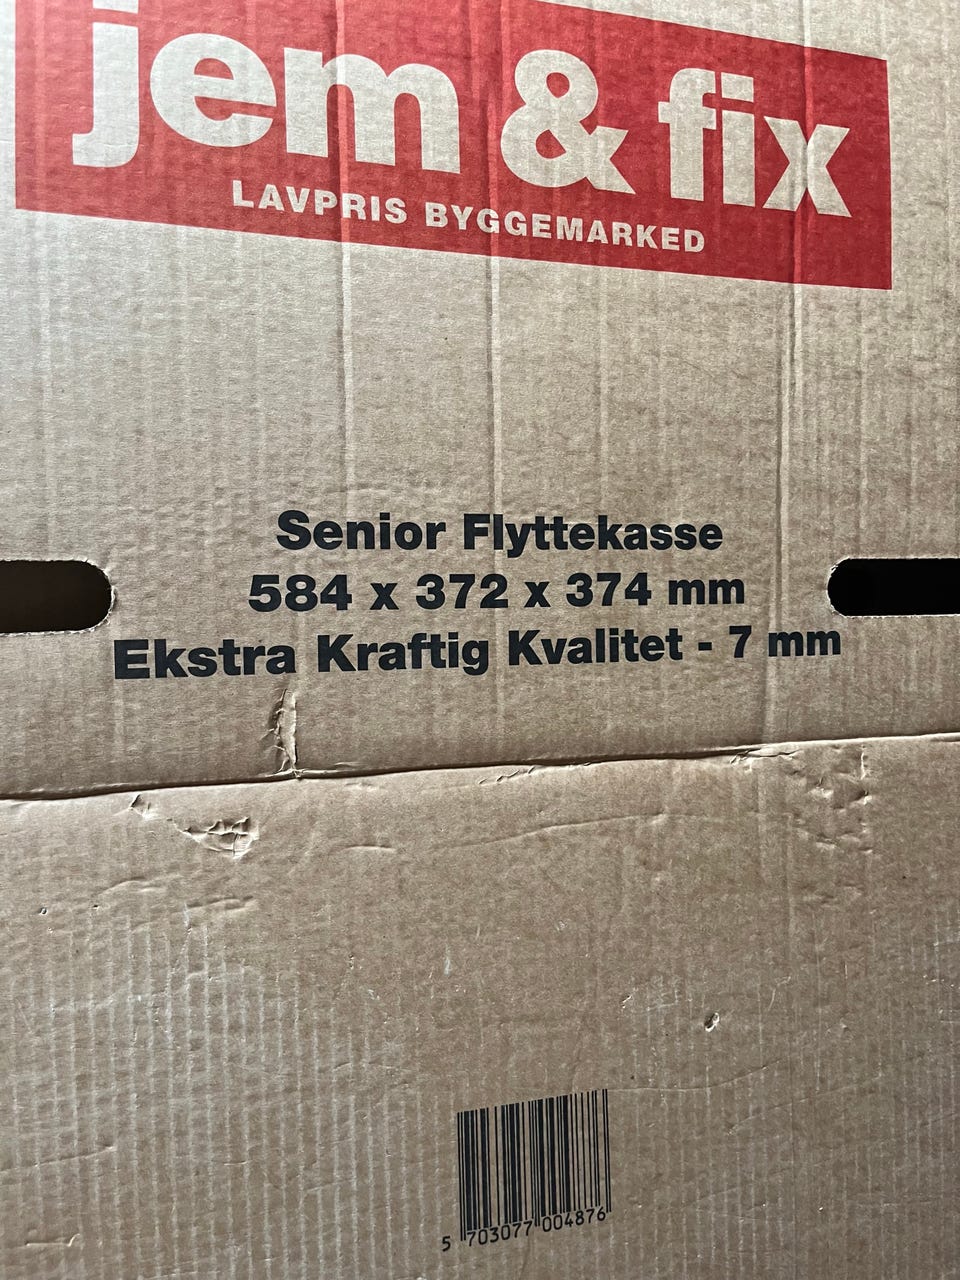 jem & fix
LAVPRIS BYGGEMARKED
Senior Flyttekasse
584 x 372 x 374 mm
Ekstra Kraftig Kvalitet - 7 mm
5 703077 004876